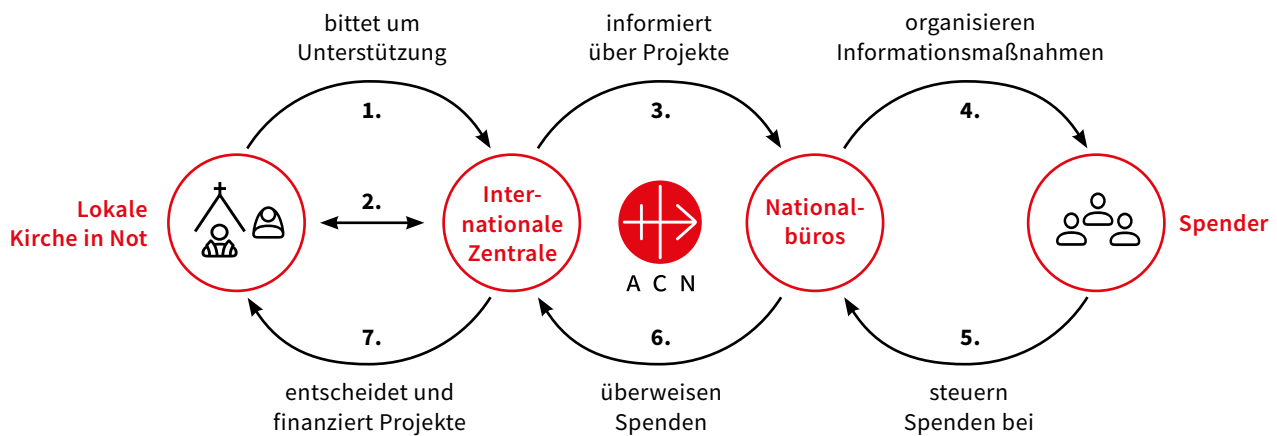 bittet um
Unterstützung
informiert
über Projekte
organisieren
Informationsmaßnahmen
1.
3.
4.
Lokale
Kirche in Not
2.
Inter-
nationale
Zentrale
A C N
National-
büros
Spender
7.
6.
5.
entscheidet und
finanziert Projekte
überweisen
Spenden
steuern
Spenden bei